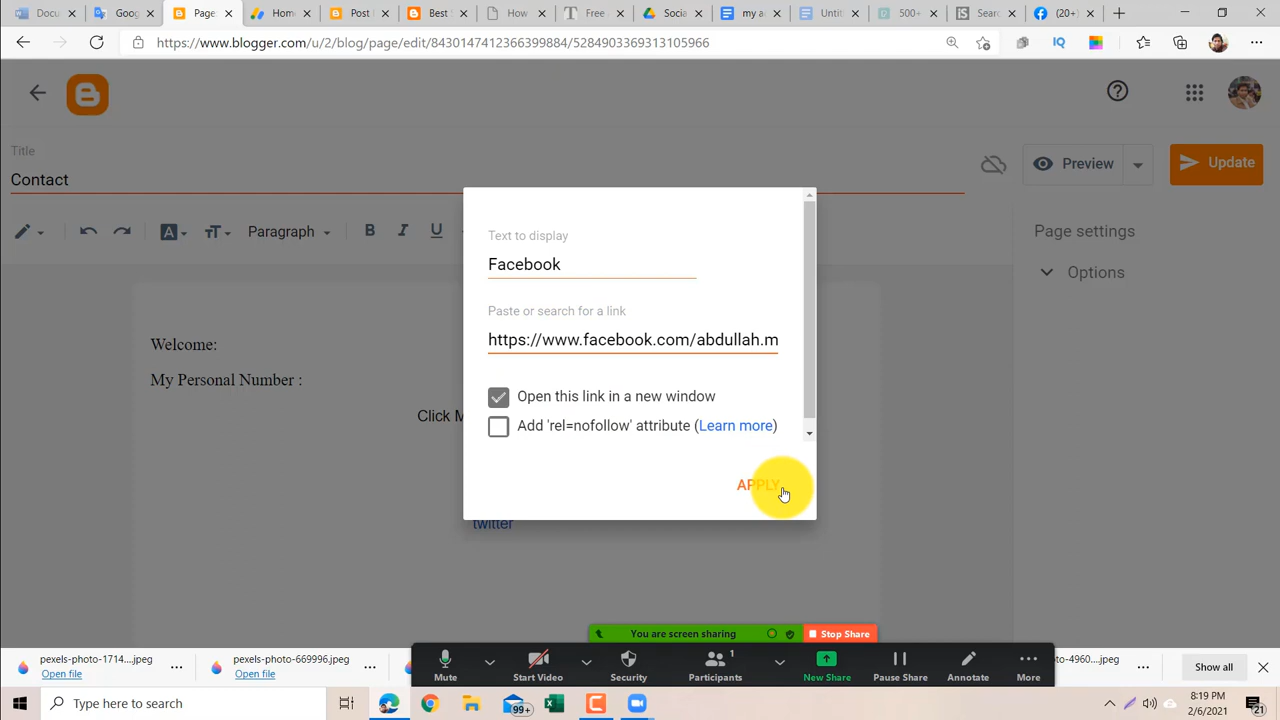 Docum
Goog
Page:
Home
Post l
Best
How
Free
Socia
my a
Untit
500+
Searc
(20+)
https://www.blogger.com/u/2/blog/page/edit/8430147412366399884/5284903369313105966
IQ
Title
Contact
Preview
Update
Paragraph
B I U
Page settings
Options
Text to display
Facebook
Paste or search for a link
https://www.facebook.com/abdullah.m
Open this link in a new window
Add 'rel=nofollow' attribute (Learn more)
APPLY
Welcome:
My Personal Number :
Click M
twitter
You are screen sharing
Stop Share
pexels-photo-1714....jpeg
Open file
pexels-photo-669996.jpeg
Open file
-4960....jpeg
Show all
Mute
Start Video
Security
1
Participants
New Share
Pause Share
Annotate
More
Type here to search
99+
8:19 PM
2/6/2021
21